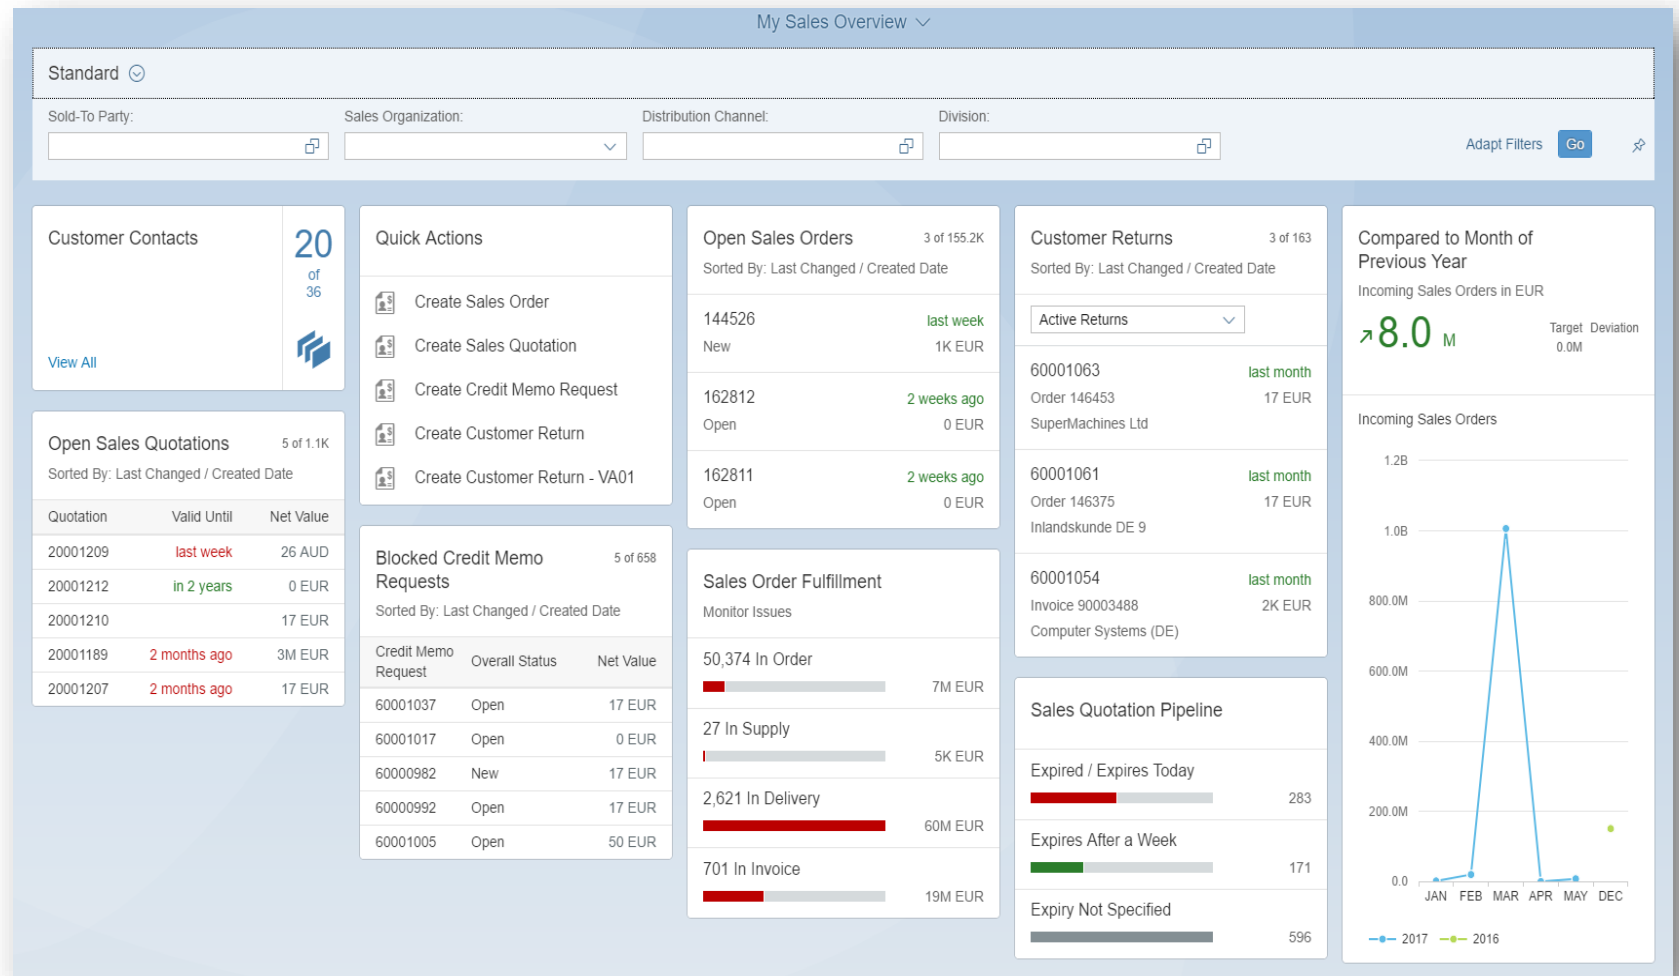 My Sales Overview
Standard
Sold-To Party:
Sales Organization:
Distribution Channel:
Division:
Adapt Filters
Go
Customer Contacts
20
of
36
View All
Open Sales Quotations
5 of 1.1K
Sorted By: Last Changed / Created Date
Quotation Valid Until Net Value
20001209 last week 26 AUD
20001212 in 2 years 0 EUR
20001210 17 EUR
20001189 2 months ago 3M EUR
20001207 2 months ago 17 EUR
Quick Actions
Create Sales Order
Create Sales Quotation
Create Credit Memo Request
Create Customer Return
Create Customer Return - VA01
Blocked Credit Memo
Requests
5 of 658
Sorted By: Last Changed / Created Date
Credit Memo
Request
Overall Status
Net Value
60001037 Open 17 EUR
60001017 Open 0 EUR
60000982 New 17 EUR
60000992 Open 17 EUR
60001005 Open 50 EUR
Open Sales Orders
3 of 155.2K
Sorted By: Last Changed / Created Date
144526 last week
New 1K EUR
162812 2 weeks ago
Open 0 EUR
162811 2 weeks ago
Open 0 EUR
Sales Order Fulfillment
Monitor Issues
50,374 In Order
7M EUR
27 In Supply
5K EUR
2,621 In Delivery
60M EUR
701 In Invoice
19M EUR
Customer Returns
3 of 163
Sorted By: Last Changed / Created Date
Active Returns
60001063 last month
Order 146453 17 EUR
SuperMachines Ltd
60001061 last month
Order 146375 17 EUR
Inlandskunde DE 9
60001054 last month
Invoice 90003488 2K EUR
Computer Systems (DE)
Sales Quotation Pipeline
Expired / Expires Today
283
Expires After a Week
171
Expiry Not Specified
596
Compared to Month of
Previous Year
Incoming Sales Orders in EUR
8.0 M
Target Deviation
0.0M
Incoming Sales Orders
1.2B
1.0B
800.0M
600.0M
400.0M
200.0M
0.0
JAN FEB MAR APR MAY DEC
2017 2016